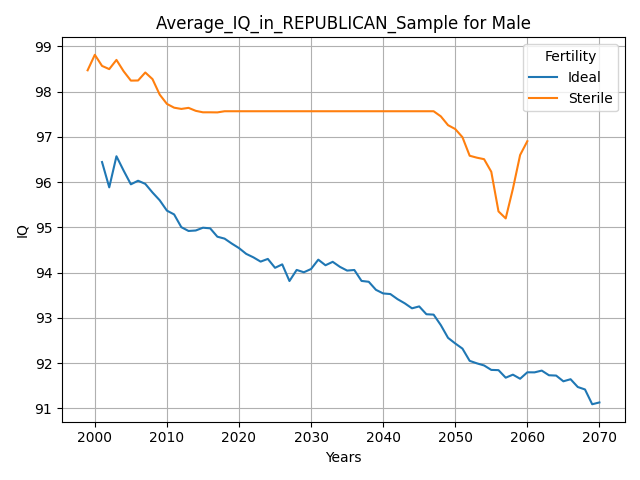 Average_IQ_in_REPUBLICAN_Sample for Male
99
98
97
96
95
94
93
92
91
IQ
Fertility
Ideal
Sterile
2000 2010 2020 2030 2040 2050 2060 2070
Years